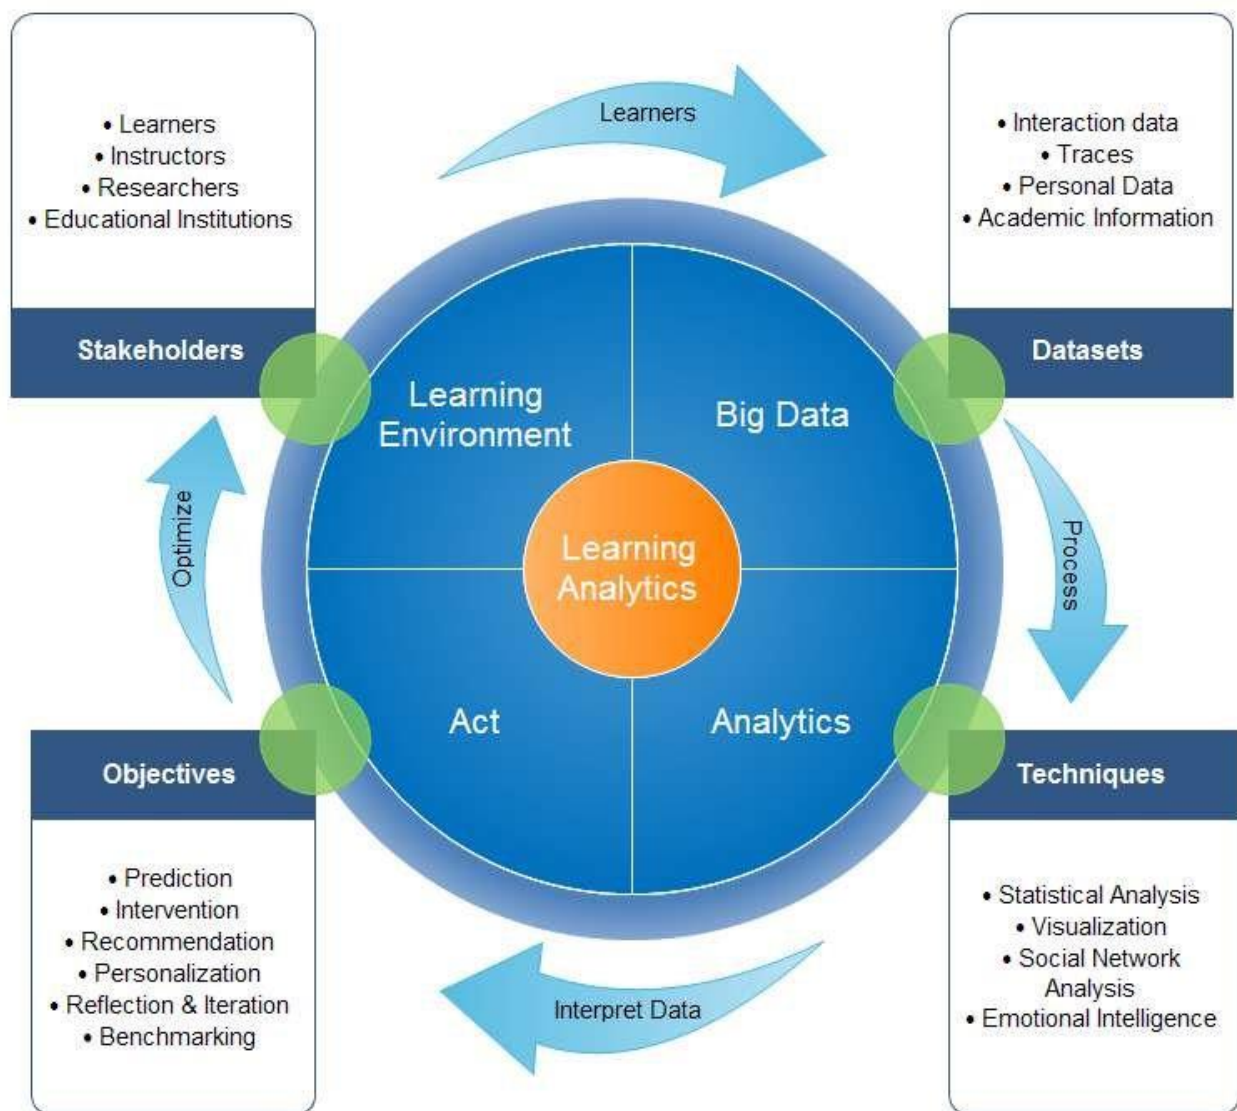 • Learners
• Instructors
• Researchers
• Educational Institutions
Stakeholders
Learners
• Interaction data
• Traces
• Personal Data
• Academic Information
Datasets
Learning
Environment
Big Data
Learning
Analytics
Optimize
Process
Act
Analytics
Objectives
• Prediction
• Intervention
• Recommendation
• Personalization
• Reflection & Iteration
• Benchmarking
Interpret Data
Techniques
• Statistical Analysis
• Visualization
• Social Network
Analysis
• Emotional Intelligence